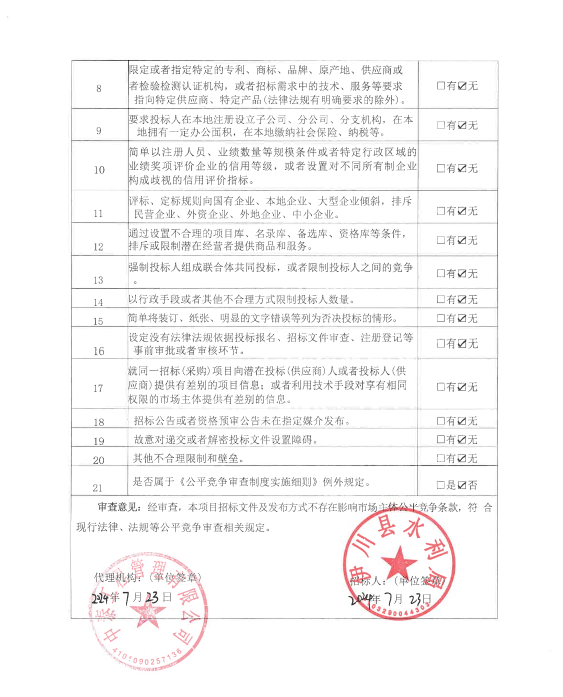 8
限定或者指定特定的专利、商标、品牌、原产地、供应商或
者检验检测认证机构，或者招标需求中的技术、服务等要求
指向特定供应商、特定产品(法律法规有明确要求的除外)。
□有☑无
9
要求投标人在本地注册设立子公司、分公司、分支机构，在本
地拥有一定办公面积，在本地缴纳社会保险、纳税等。
□有☑无
10
简单以注册人员、业绩数量等规模条件或者特定行政区域的
业绩奖项评价企业的信用等级，或者设置对不同所有制企业
构成歧视的信用评价指标。
□有☑无
11
评标、定标规则向国有企业、本地企业、大型企业倾斜，排斥
民营企业、外资企业、外地企业、中小企业。
□有☑无
12
通过设置不合理的项目库、名录库、备选库、资格库等条件，
排斥或限制潜在经营者提供商品和服务。
□有☑无
13
强制投标人组成联合体共同投标，或者限制投标人之间的竞争
。
□有☑无
14
以行政手段或者其他不合理方式限制投标人数量。
□有☑无
15
简单将装订、纸张、明显的文字错误等列为否决投标的情形。
□有☑无
16
设定没有法律法规依据投标报名、招标文件审查、注册登记等
事前审批或者审核环节。
□有☑无
17
就同一招标(采购)项目向潜在投标(供应商)人或者投标人(供
应商)提供有差别的项目信息；或者利用技术手段对享有相同
权限的市场主体提供有差别的信息。
□有☑无
18
招标公告或者资格预审公告未在指定媒介发布。
□有☑无
19
故意对递交或者解密投标文件设置障碍。
□有☑无
20
其他不合理限制和壁垒。
□有☑无
21
是否属于《公平竞争审查制度实施细则》例外规定。
□是☑否
审查意见：经审查，本项目招标文件及发布方式不存在影响市场主体公平竞争条款，符 合
现行法律、法规等公平竞争审查相关规定。
代理机构：(单位签章)
2024年7月23日
招标人：(单位签章)
2024年7月23日
伊川县水利局
管理有限公司
4101000257136